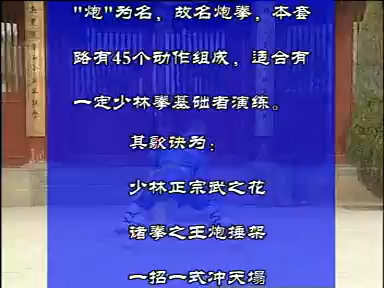 "炮"为名，故名炮拳，本套
路有45个动作组成，适合有
一定少林拳基础者演练。
其歌诀为：
少林正宗武之花
诸拳之王炮捶架
一招一式冲天塌